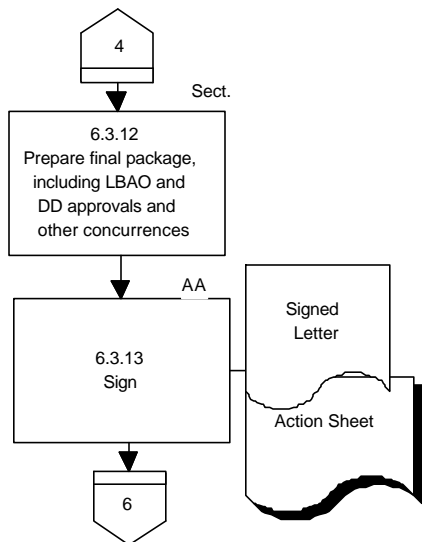 4
Sect.
6.3.12
Prepare final package,
including LBAO and
DD approvals and
other concurrences
AA
6.3.13
Sign
Signed
Letter
Action Sheet
6